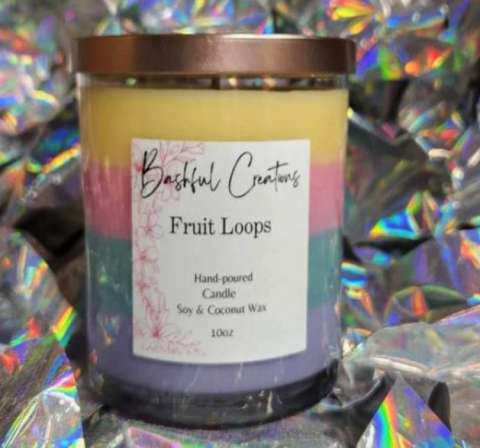 Bashful Creations
Fruit Loops
Hand-poured
Candle
Soy & Coconut Wax
10oz